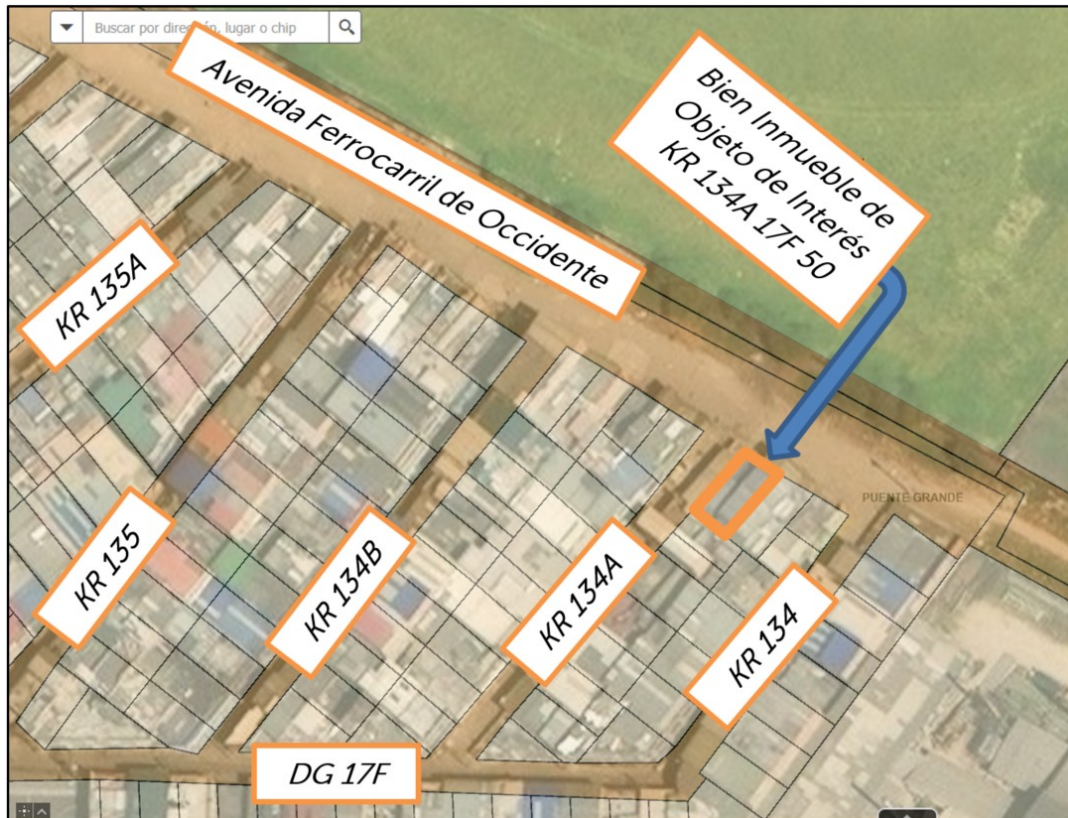 Buscar por dirección, lugar o chip
Avenida Ferrocarril de Occidente
Bien Inmueble de
Objeto de Interés
KR 134A 17F 50
KR 135A
KR 135
KR 134B
KR 134A
KR 134
PUENTE GRANDE
DG 17F